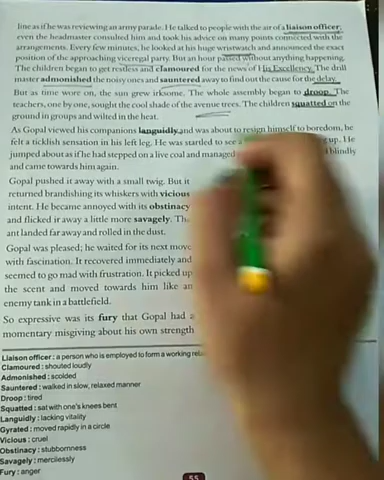 line as if he was reviewing an army parade. He talked to people with the air of a liaison officer,
even the headmaster consulted him and took his advice on many points connected with the
arrangements. Every few minutes, he looked at his huge wristwatch and announced the exact
position of the approaching viceregal party. But an hour passed without anything happening.
The children began to get restless and clamoured for the news of His Excellency. The drill
master admonished the noisy ones and sauntered away to find out the cause for the delay.
But as time wore on, the sun grew irksome. The whole assembly began to droop. The
teachers, one by one, sought the cool shade of the avenue trees. The children squatted on the
ground in groups and wilted in the heat.
As Gopal viewed his companions languidly and was about to resign himself to boredom, he
felt a ticklish sensation in his left leg. He was startled to see a up. He
jumped about as if he had stepped on a live coal and managed blindly
and came towards him again.
Gopal pushed it away with a small twig. But it
returned brandishing its whiskers with vicious
intent. He became annoyed with its obstinacy
and flicked it away a little more savagely. The
ant landed far away and rolled in the dust.
Gopal was pleased; he waited for its next move
with fascination. It recovered immediately and
seemed to go mad with frustration. It picked up
the scent and moved towards him like an
enemy tank in a battlefield.
So expressive was its fury that Gopal had a
momentary misgiving about his own strength
Liaison officer : a person who is employed to form a working
Clamoured : shouted loudly
Admonished : scolded
Sauntered : walked in slow, relaxed manner
Droop : tired
Squatted : sat with one's knees bent
Languidly : lacking vitality
Gyrated : moved rapidly in a circle
Vicious : cruel
Obstinacy : stubbornness
Savagely : mercilessly
Fury : anger
55